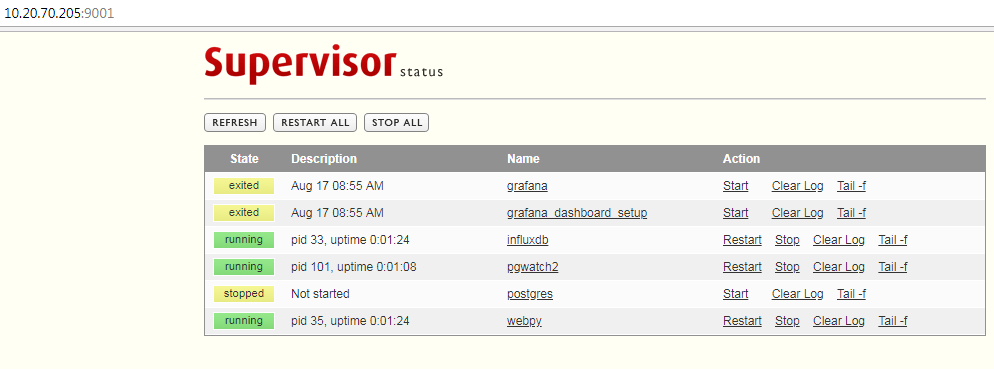 10.20.70.205:9001
Supervisor status
REFRESH RESTART ALL STOP ALL
State Description Name Action
exited Aug 17 08:55 AM grafana Start Clear Log Tail -f
exited Aug 17 08:55 AM grafana_dashboard_setup Start Clear Log Tail -f
running pid 33, uptime 0:01:24 influxdb Restart Stop Clear Log Tail -f
running pid 101, uptime 0:01:08 pgwatch2 Restart Stop Clear Log Tail -f
stopped Not started postgres Start Clear Log Tail -f
running pid 35, uptime 0:01:24 webpy Restart Stop Clear Log Tail -f